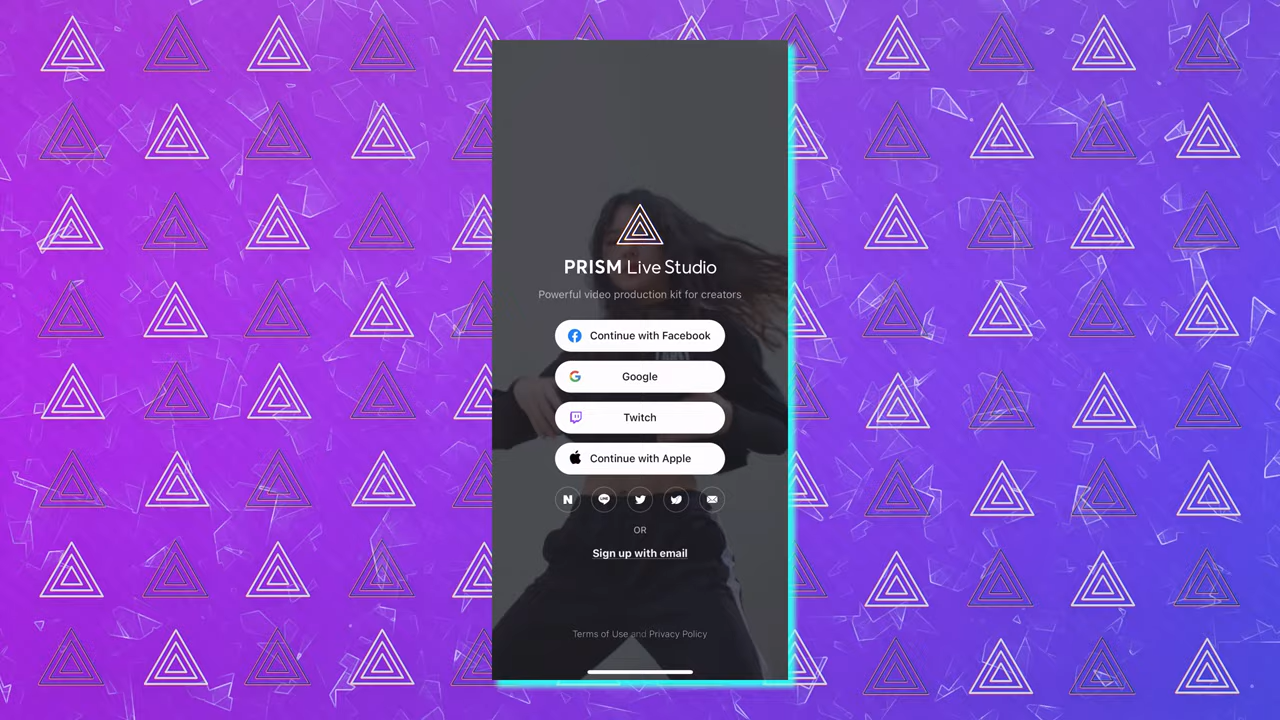 PRISM Live Studio
Powerful video production kit for creators
Continue with Facebook
Google
Twitch
Continue with Apple
N LINE
OR
Sign up with email
Terms of Use and Privacy Policy